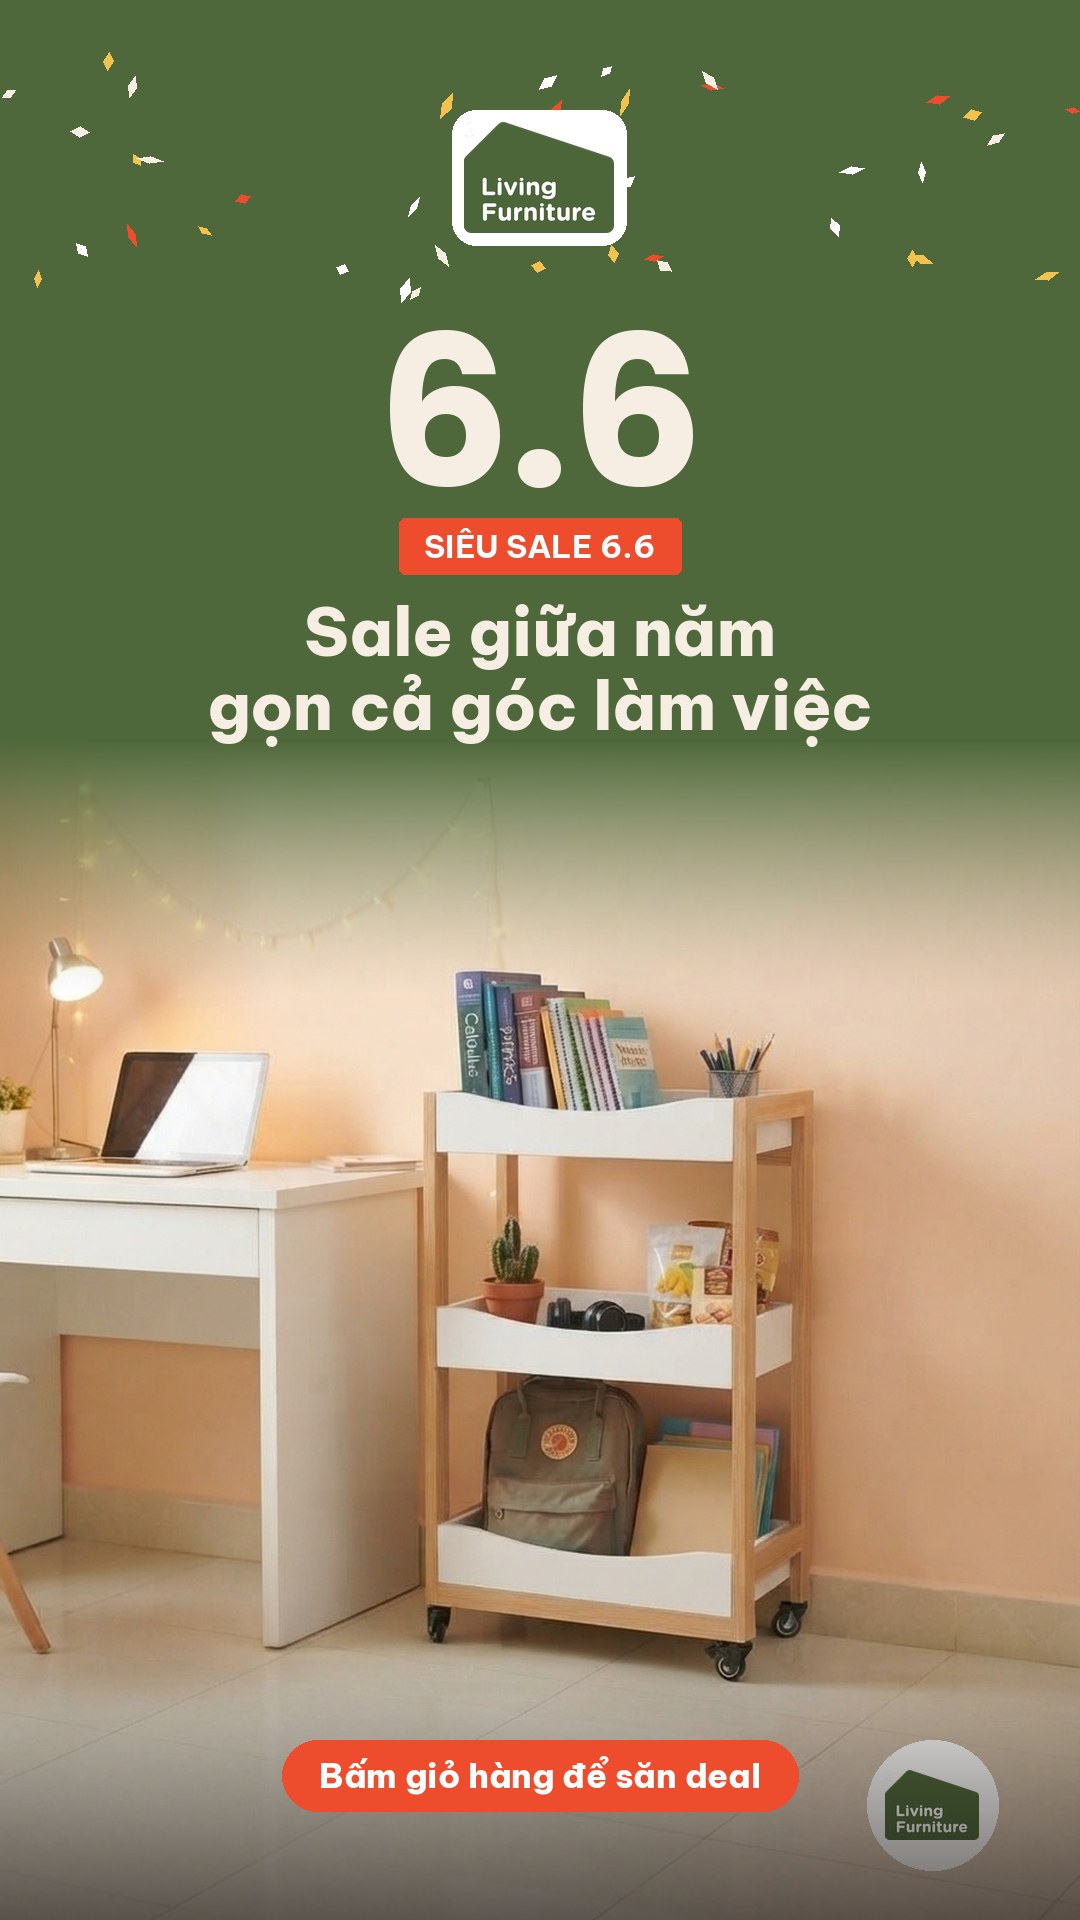 Living
Furniture
6.6
SIÊU SALE 6.6
Sale giữa năm
gọn cả góc làm việc
Bấm giỏ hàng để săn deal
Living
Furniture